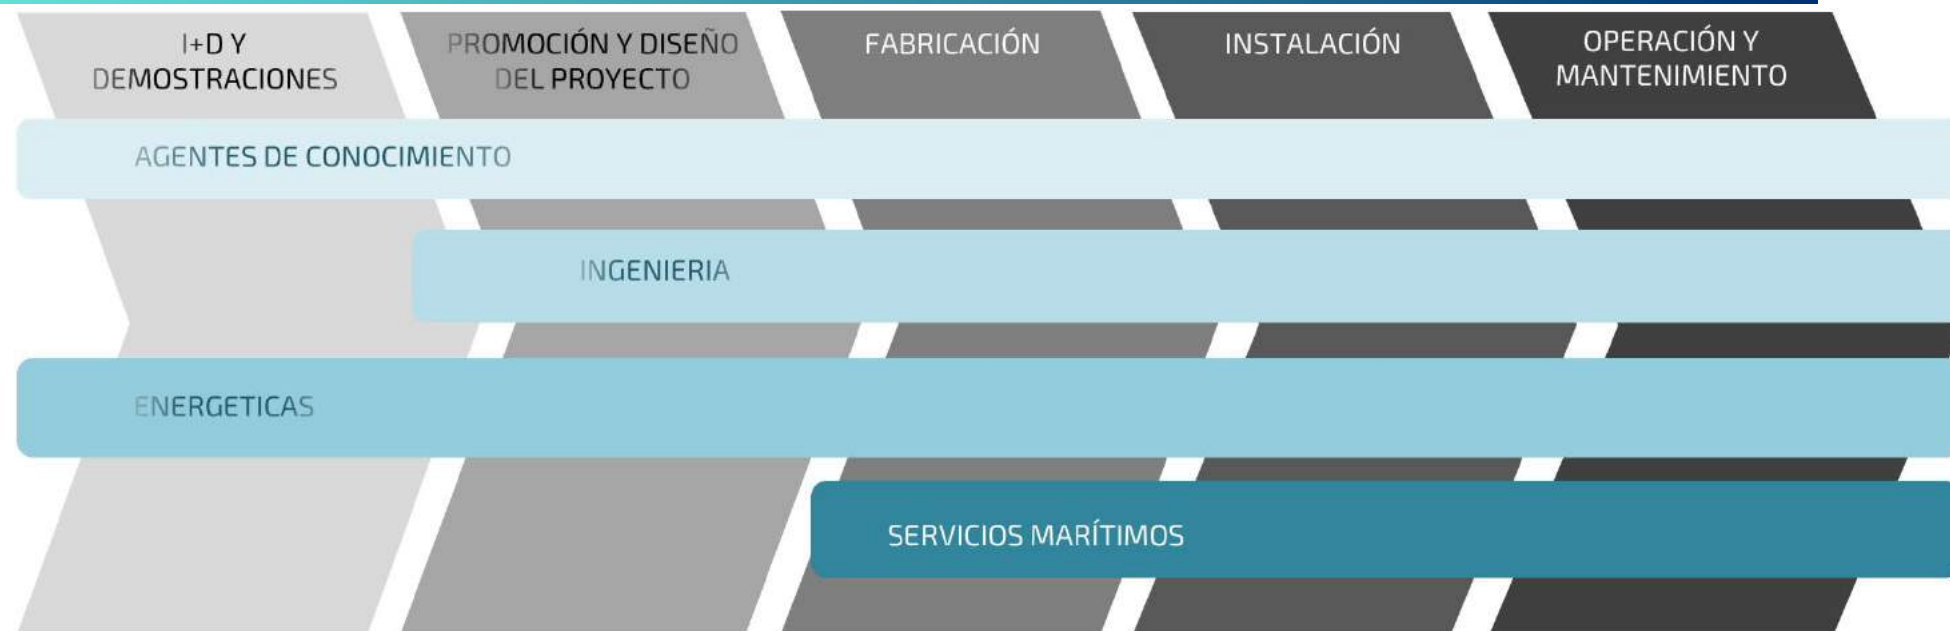 I+D Y
DEMOSTRACIONES
PROMOCIÓN Y DISEÑO
DEL PROYECTO
FABRICACIÓN
INSTALACIÓN
OPERACIÓN Y
MANTENIMIENTO
AGENTES DE CONOCIMIENTO
INGENIERIA
ENERGETICAS
SERVICIOS MARÍTIMOS